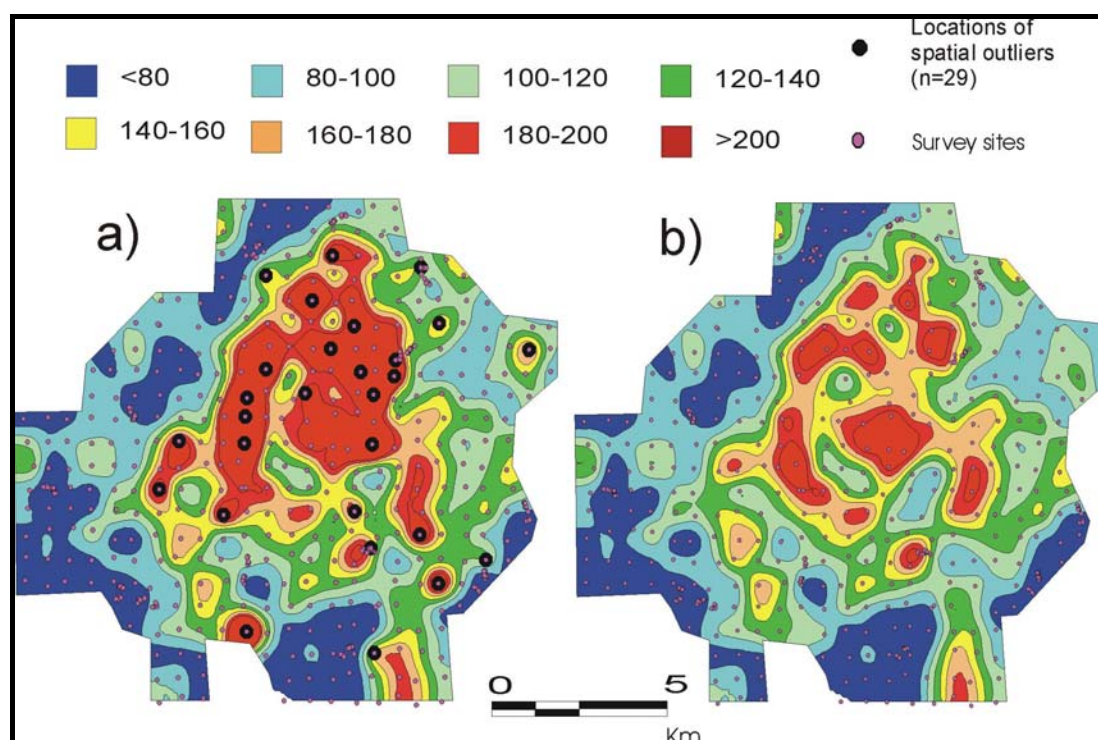 <80
80-100
100-120
120-140
140-160
160-180
180-200
>200
Locations of
spatial outliers
(n=29)
Survey sites
a)
b)
0 5
Km